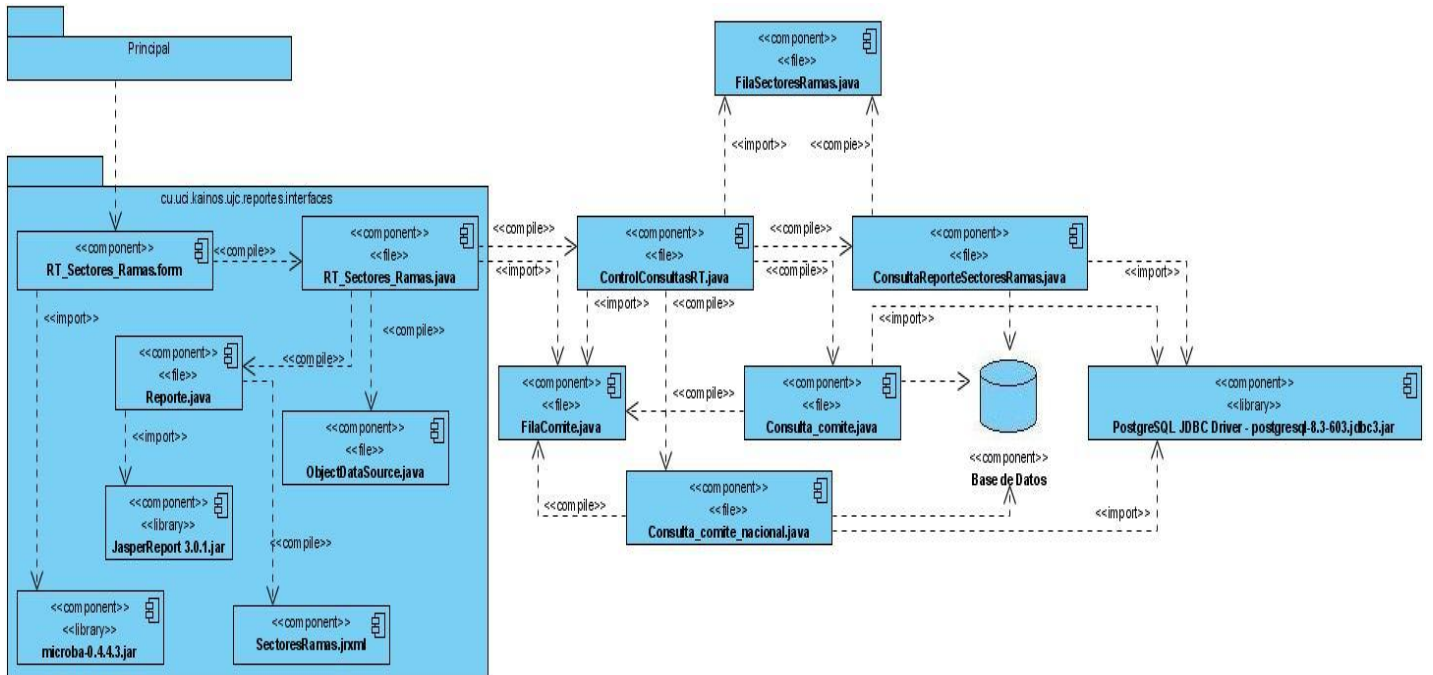 Principal
<<component>>
<<file>>
FilaSectoresRamas.java
<<import>>
<<compie>>
cu.uci.kainos.ujc.reportes.interfaces
<<component>>
RT_Sectores_Ramas.form
<<compile>>
<<component>>
<<file>>
RT_Sectores_Ramas.java
<<compile>>
<<import>>
<<component>>
<<file>>
ControlConsultasRT.java
<<compile>>
<<compile>>
<<component>>
<<file>>
ConsultaReporteSectoresRamas.java
<<import>>
<<import>>
<<compile>>
<<import>>
<<import>>
<<compile>>
<<compile>>
<<component>>
<<file>>
Reporte.java
<<import>>
<<component>>
<<file>>
ObjectDataSource.java
<<component>>
<<file>>
FilaComite.java
<<compile>>
<<component>>
<<file>>
Consulta_comite.java
<<component>>
Base de Datos
<<component>>
<<library>>
PostgreSQL JDBC Driver - postgresql-8.3-603.jdbc3.jar
<<component>>
<<library>>
JasperReport 3.0.1.jar
<<compile>>
<<compile>>
<<component>>
<<file>>
Consulta_comite_nacional.java
<<import>>
<<component>>
<<library>>
microba-0.4.4.3.jar
<<component>>
SectoresRamas.jrxml